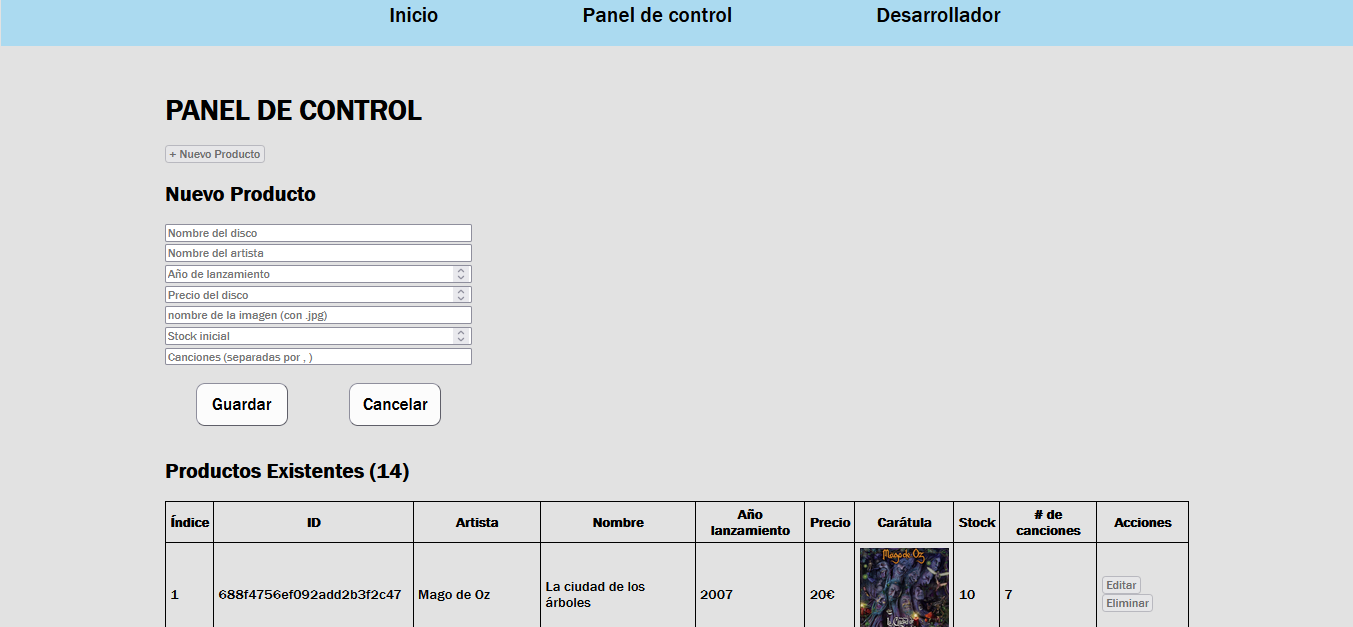 Inicio Panel de control Desarrollador
PANEL DE CONTROL
+ Nuevo Producto
Nuevo Producto
Nombre del disco
Nombre del artista
Año de lanzamiento
Precio del disco
nombre de la imagen (con .jpg)
Stock inicial
Canciones (separadas por , )
Guardar Cancelar
Productos Existentes (14)
Índice ID Artista Nombre Año lanzamiento Precio Carátula Stock # de canciones Acciones
1 688f4756ef092add2b3f2c47 Mago de Oz La ciudad de los árboles 2007 20€ Mago de Oz 10 7 Editar
Eliminar